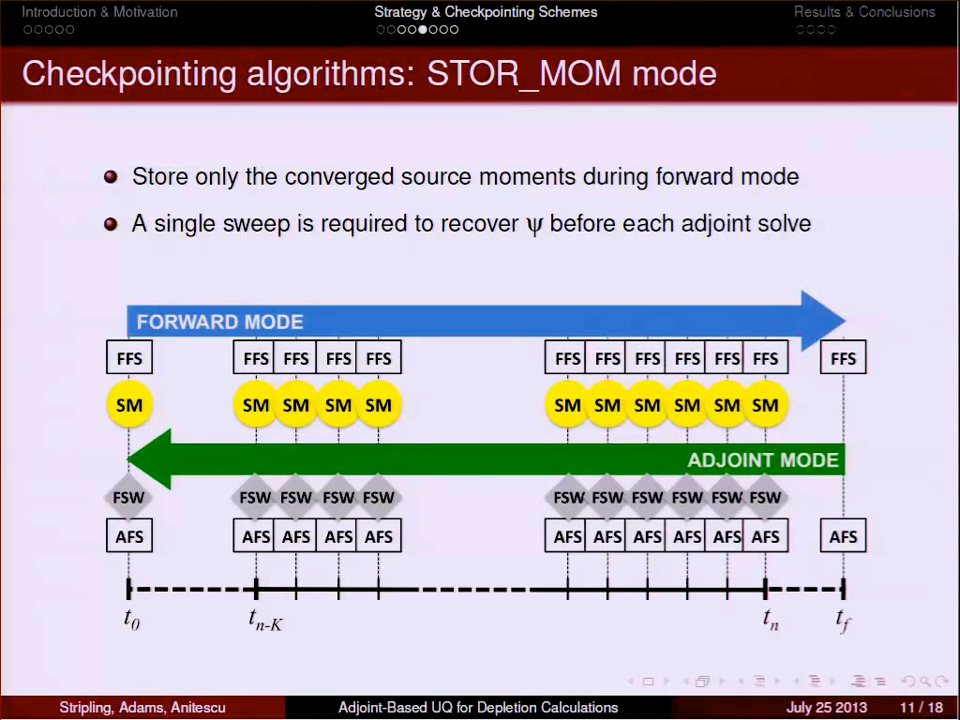 Introduction & Motivation Strategy & Checkpointing Schemes Results & Conclusions
Checkpointing algorithms: STOR_MOM mode
Store only the converged source moments during forward mode
A single sweep is required to recover ψ before each adjoint solve
FORWARD MODE
FFS FFS FFS FFS FFS FFS FFS FFS FFS FFS FFS FFS
SM SM SM SM SM SM SM SM SM SM SM
ADJOINT MODE
FSW FSW FSW FSW FSW FSW FSW FSW FSW FSW FSW
AFS AFS AFS AFS AFS AFS AFS AFS AFS AFS AFS AFS
t0 tn-K tn tf
Stripling, Adams, Anitescu Adjoint-Based UQ for Depletion Calculations July 25 2013 11 / 18